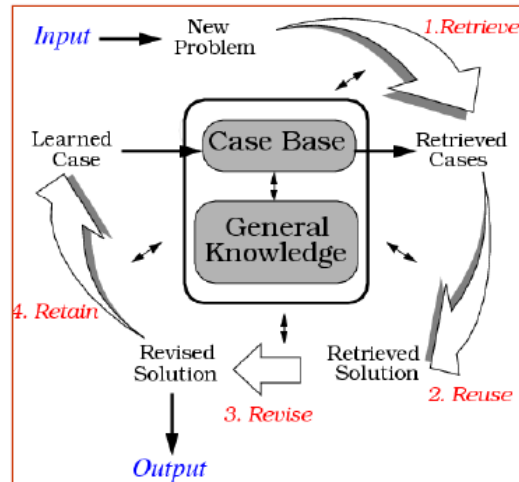 Input
New
Problem
1.Retrieve
Learned
Case
Case Base
Retrieved
Cases
General
Knowledge
4. Retain
Revised
Solution
3. Revise
Retrieved
Solution
2. Reuse
Output